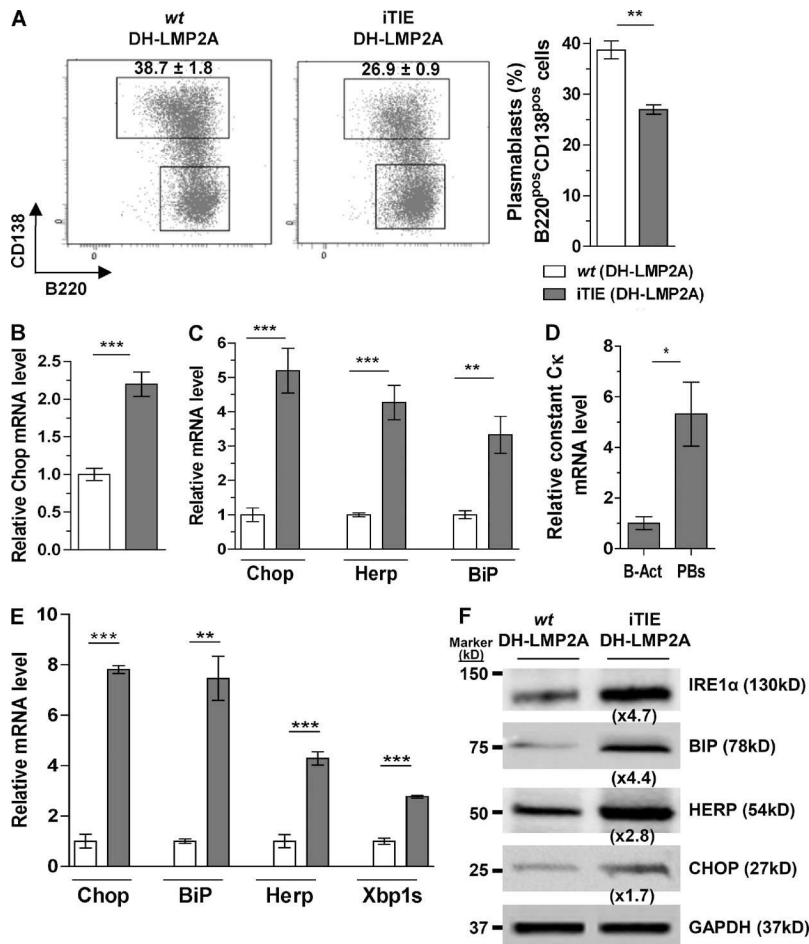 A
wt
DH-LMP2A
iTIE
DH-LMP2A
38.7 ± 1.8
26.9 ± 0.9
0
0
0
0
CD138
B220
Plasmablasts (%)
B220posCD138pos cells
40
30
20
10
0
**
wt (DH-LMP2A)
iTIE (DH-LMP2A)
B
Relative Chop mRNA level
2.5
2.0
1.5
1.0
0.5
0.0
***
C
Relative mRNA level
6
5
4
3
2
1
0
***
***
**
Chop
Herp
BiP
D
Relative constant Cκ
mRNA level
8
6
4
2
0
*
B-Act
PBs
E
Relative mRNA level
10
8
6
4
2
0
***
**
***
***
Chop
BiP
Herp
Xbp1s
F
wt
DH-LMP2A
iTIE
DH-LMP2A
Marker
(kD)
150
IRE1α (130kD)
(x4.7)
75
BIP (78kD)
(x4.4)
50
HERP (54kD)
(x2.8)
25
CHOP (27kD)
(x1.7)
37
GAPDH (37kD)